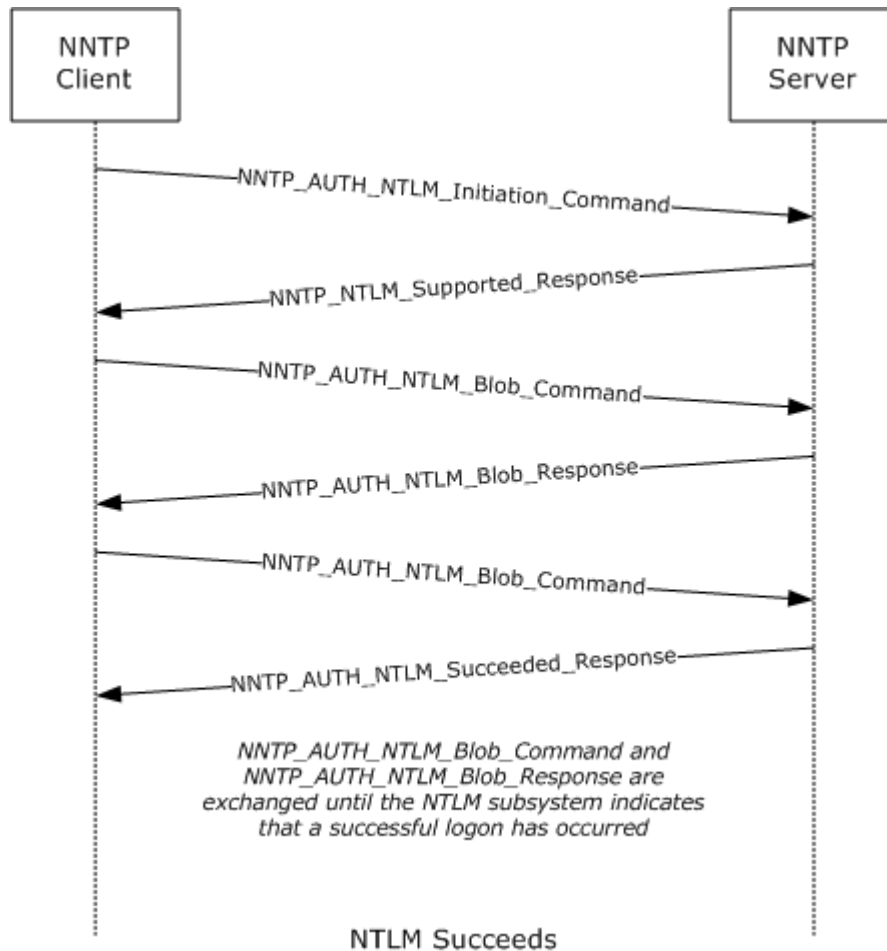 NNTP
Client
NNTP
Server
NNTP_AUTH_NTLM_Initiation_Command
NNTP_NTLM_Supported_Response
NNTP_AUTH_NTLM_Blob_Command
NNTP_AUTH_NTLM_Blob_Response
NNTP_AUTH_NTLM_Blob_Command
NNTP_AUTH_NTLM_Succeeded_Response
NNTP_AUTH_NTLM_Blob_Command and
NNTP_AUTH_NTLM_Blob_Response are
exchanged until the NTLM subsystem indicates
that a successful logon has occurred
NTLM Succeeds